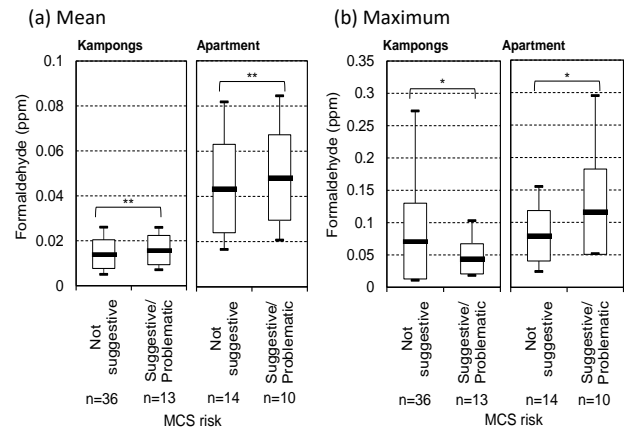 (a) Mean
Kampongs
Apartment
Formaldehyde (ppm)
0.1
0.08
0.06
0.04
0.02
0
**
**
Not suggestive
Suggestive/ Problematic
Not suggestive
Suggestive/ Problematic
n=36
n=13
n=14
n=10
MCS risk
(b) Maximum
Kampongs
Apartment
Formaldehyde (ppm)
0.35
0.3
0.25
0.2
0.15
0.1
0.05
0
*
*
Not suggestive
Suggestive/ Problematic
Not suggestive
Suggestive/ Problematic
n=36
n=13
n=14
n=10
MCS risk